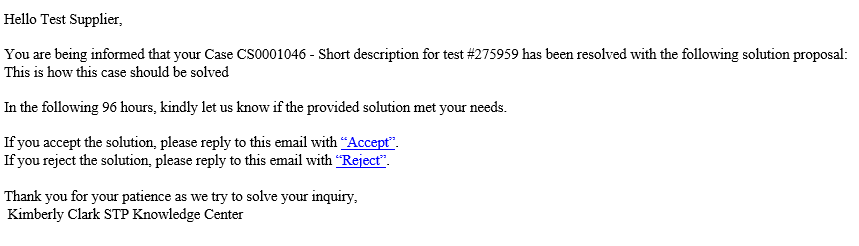 Hello Test Supplier,
You are being informed that your Case CS0001046 - Short description for test #275959 has been resolved with the following solution proposal:
This is how this case should be solved
In the following 96 hours, kindly let us know if the provided solution met your needs.
If you accept the solution, please reply to this email with “Accept”.
If you reject the solution, please reply to this email with “Reject”.
Thank you for your patience as we try to solve your inquiry,
Kimberly Clark STP Knowledge Center